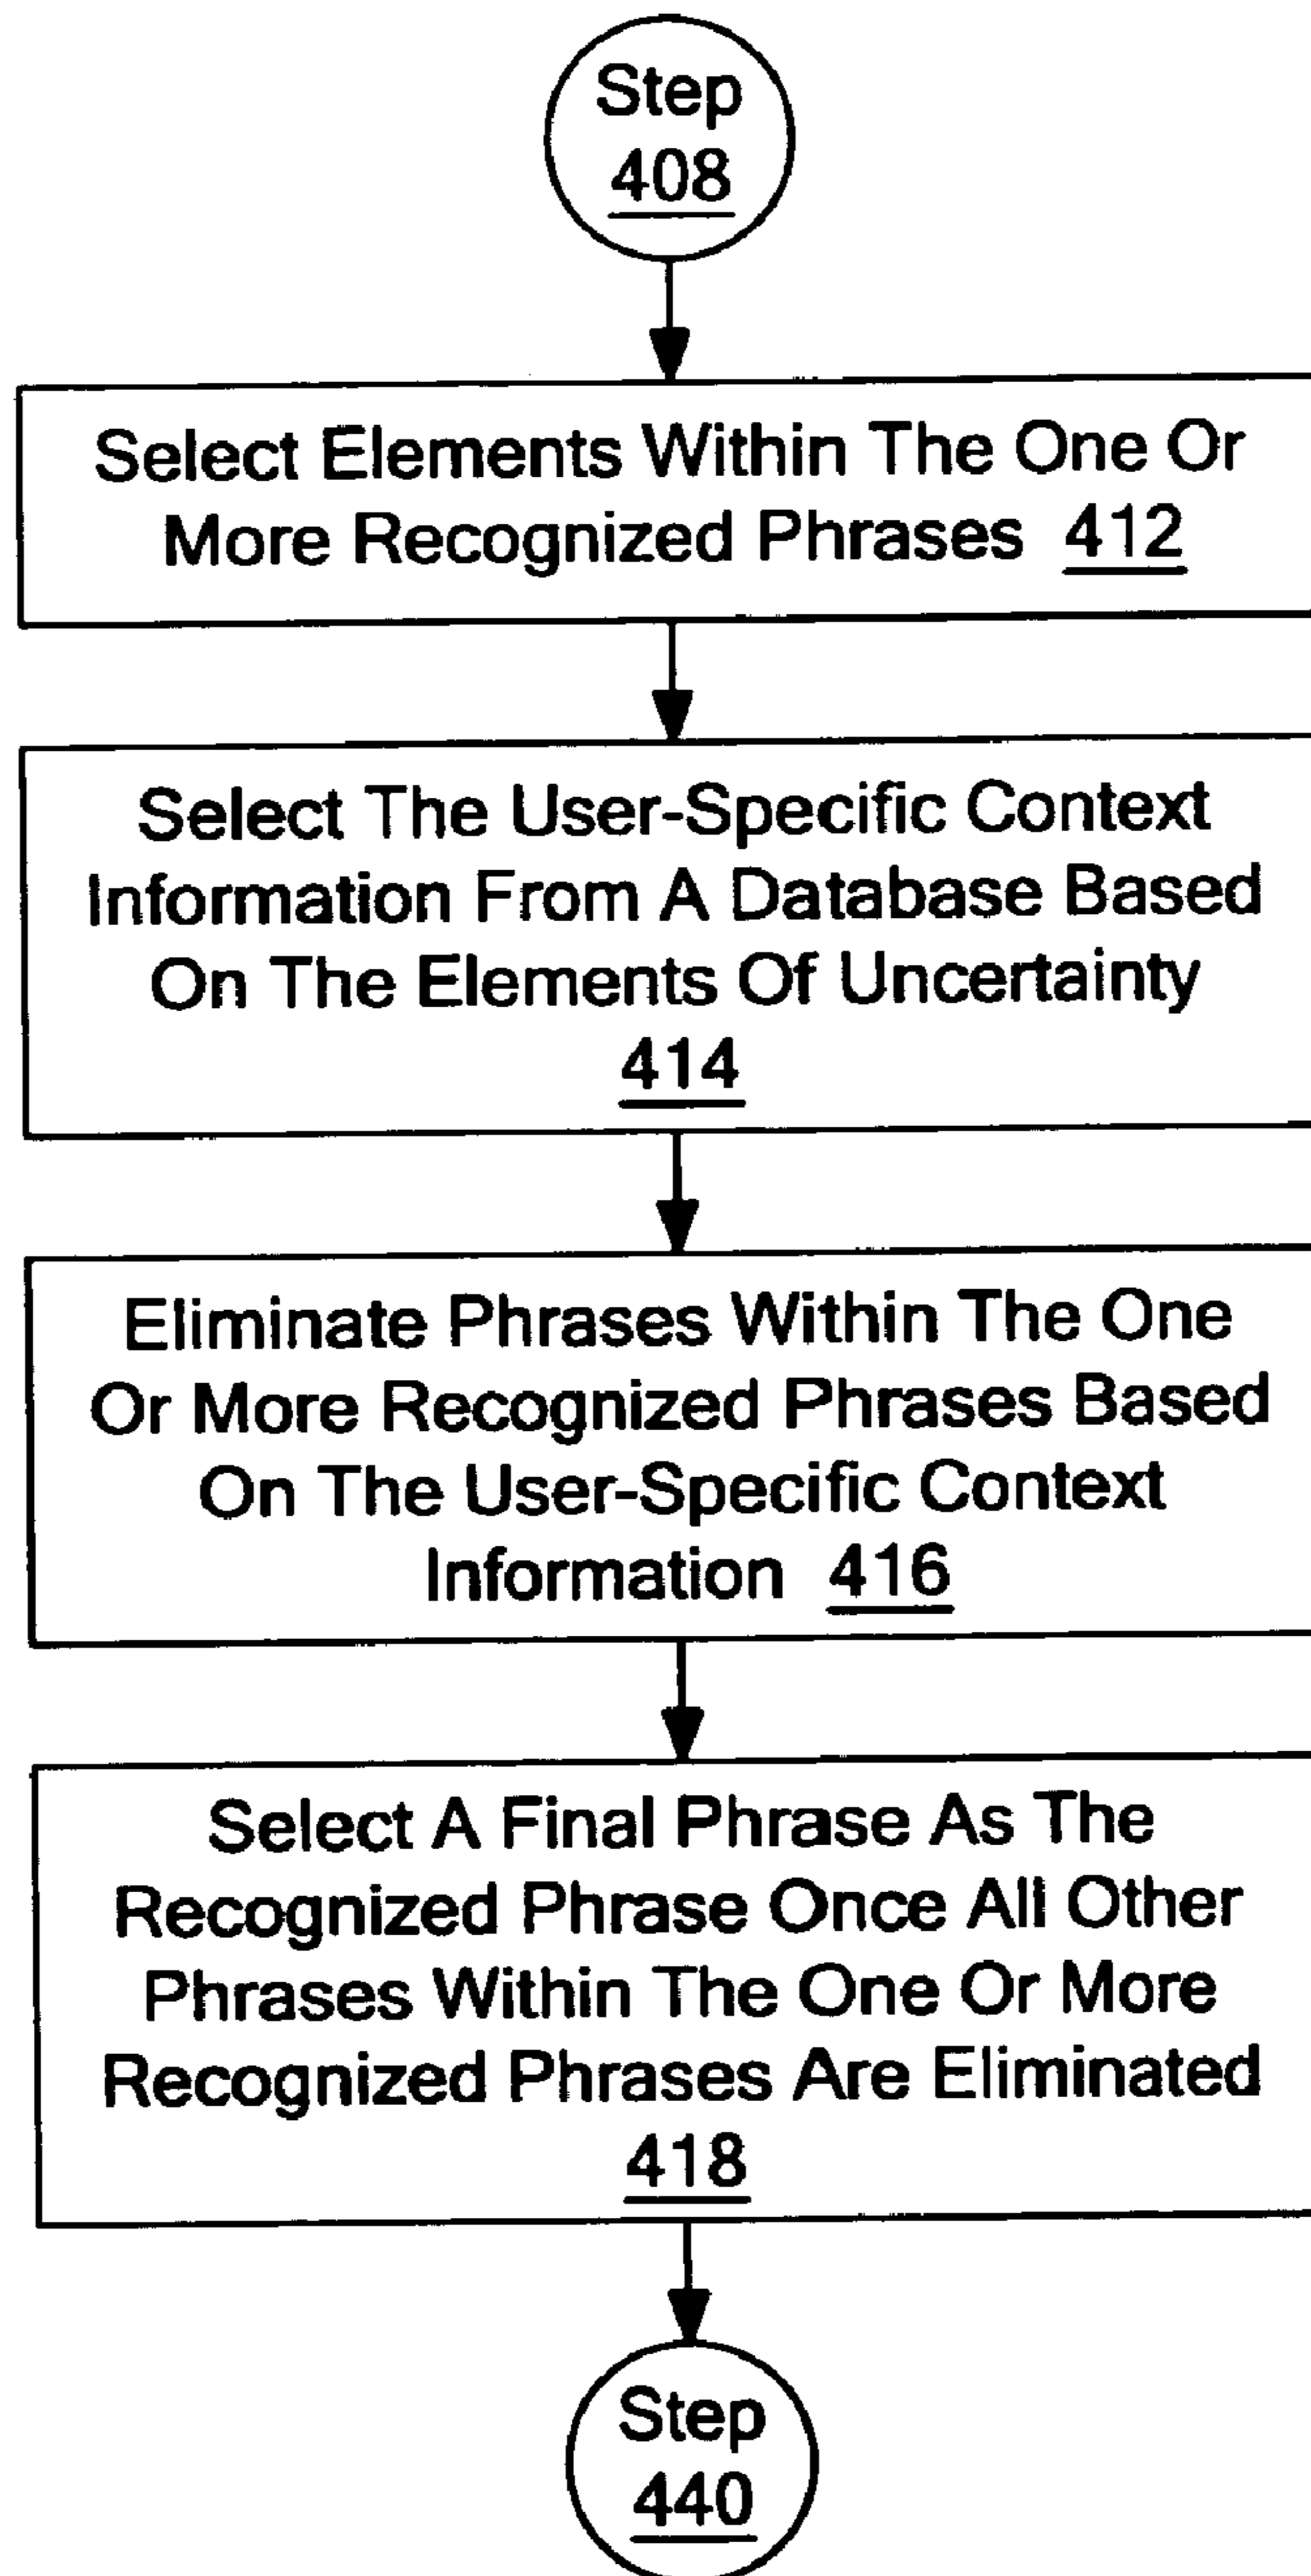 Step
408
Select Elements Within The One Or
More Recognized Phrases 412
Select The User-Specific Context
Information From A Database Based
On The Elements Of Uncertainty
414
Eliminate Phrases Within The One
Or More Recognized Phrases Based
On The User-Specific Context
Information 416
Select A Final Phrase As The
Recognized Phrase Once All Other
Phrases Within The One Or More
Recognized Phrases Are Eliminated
418
Step
440